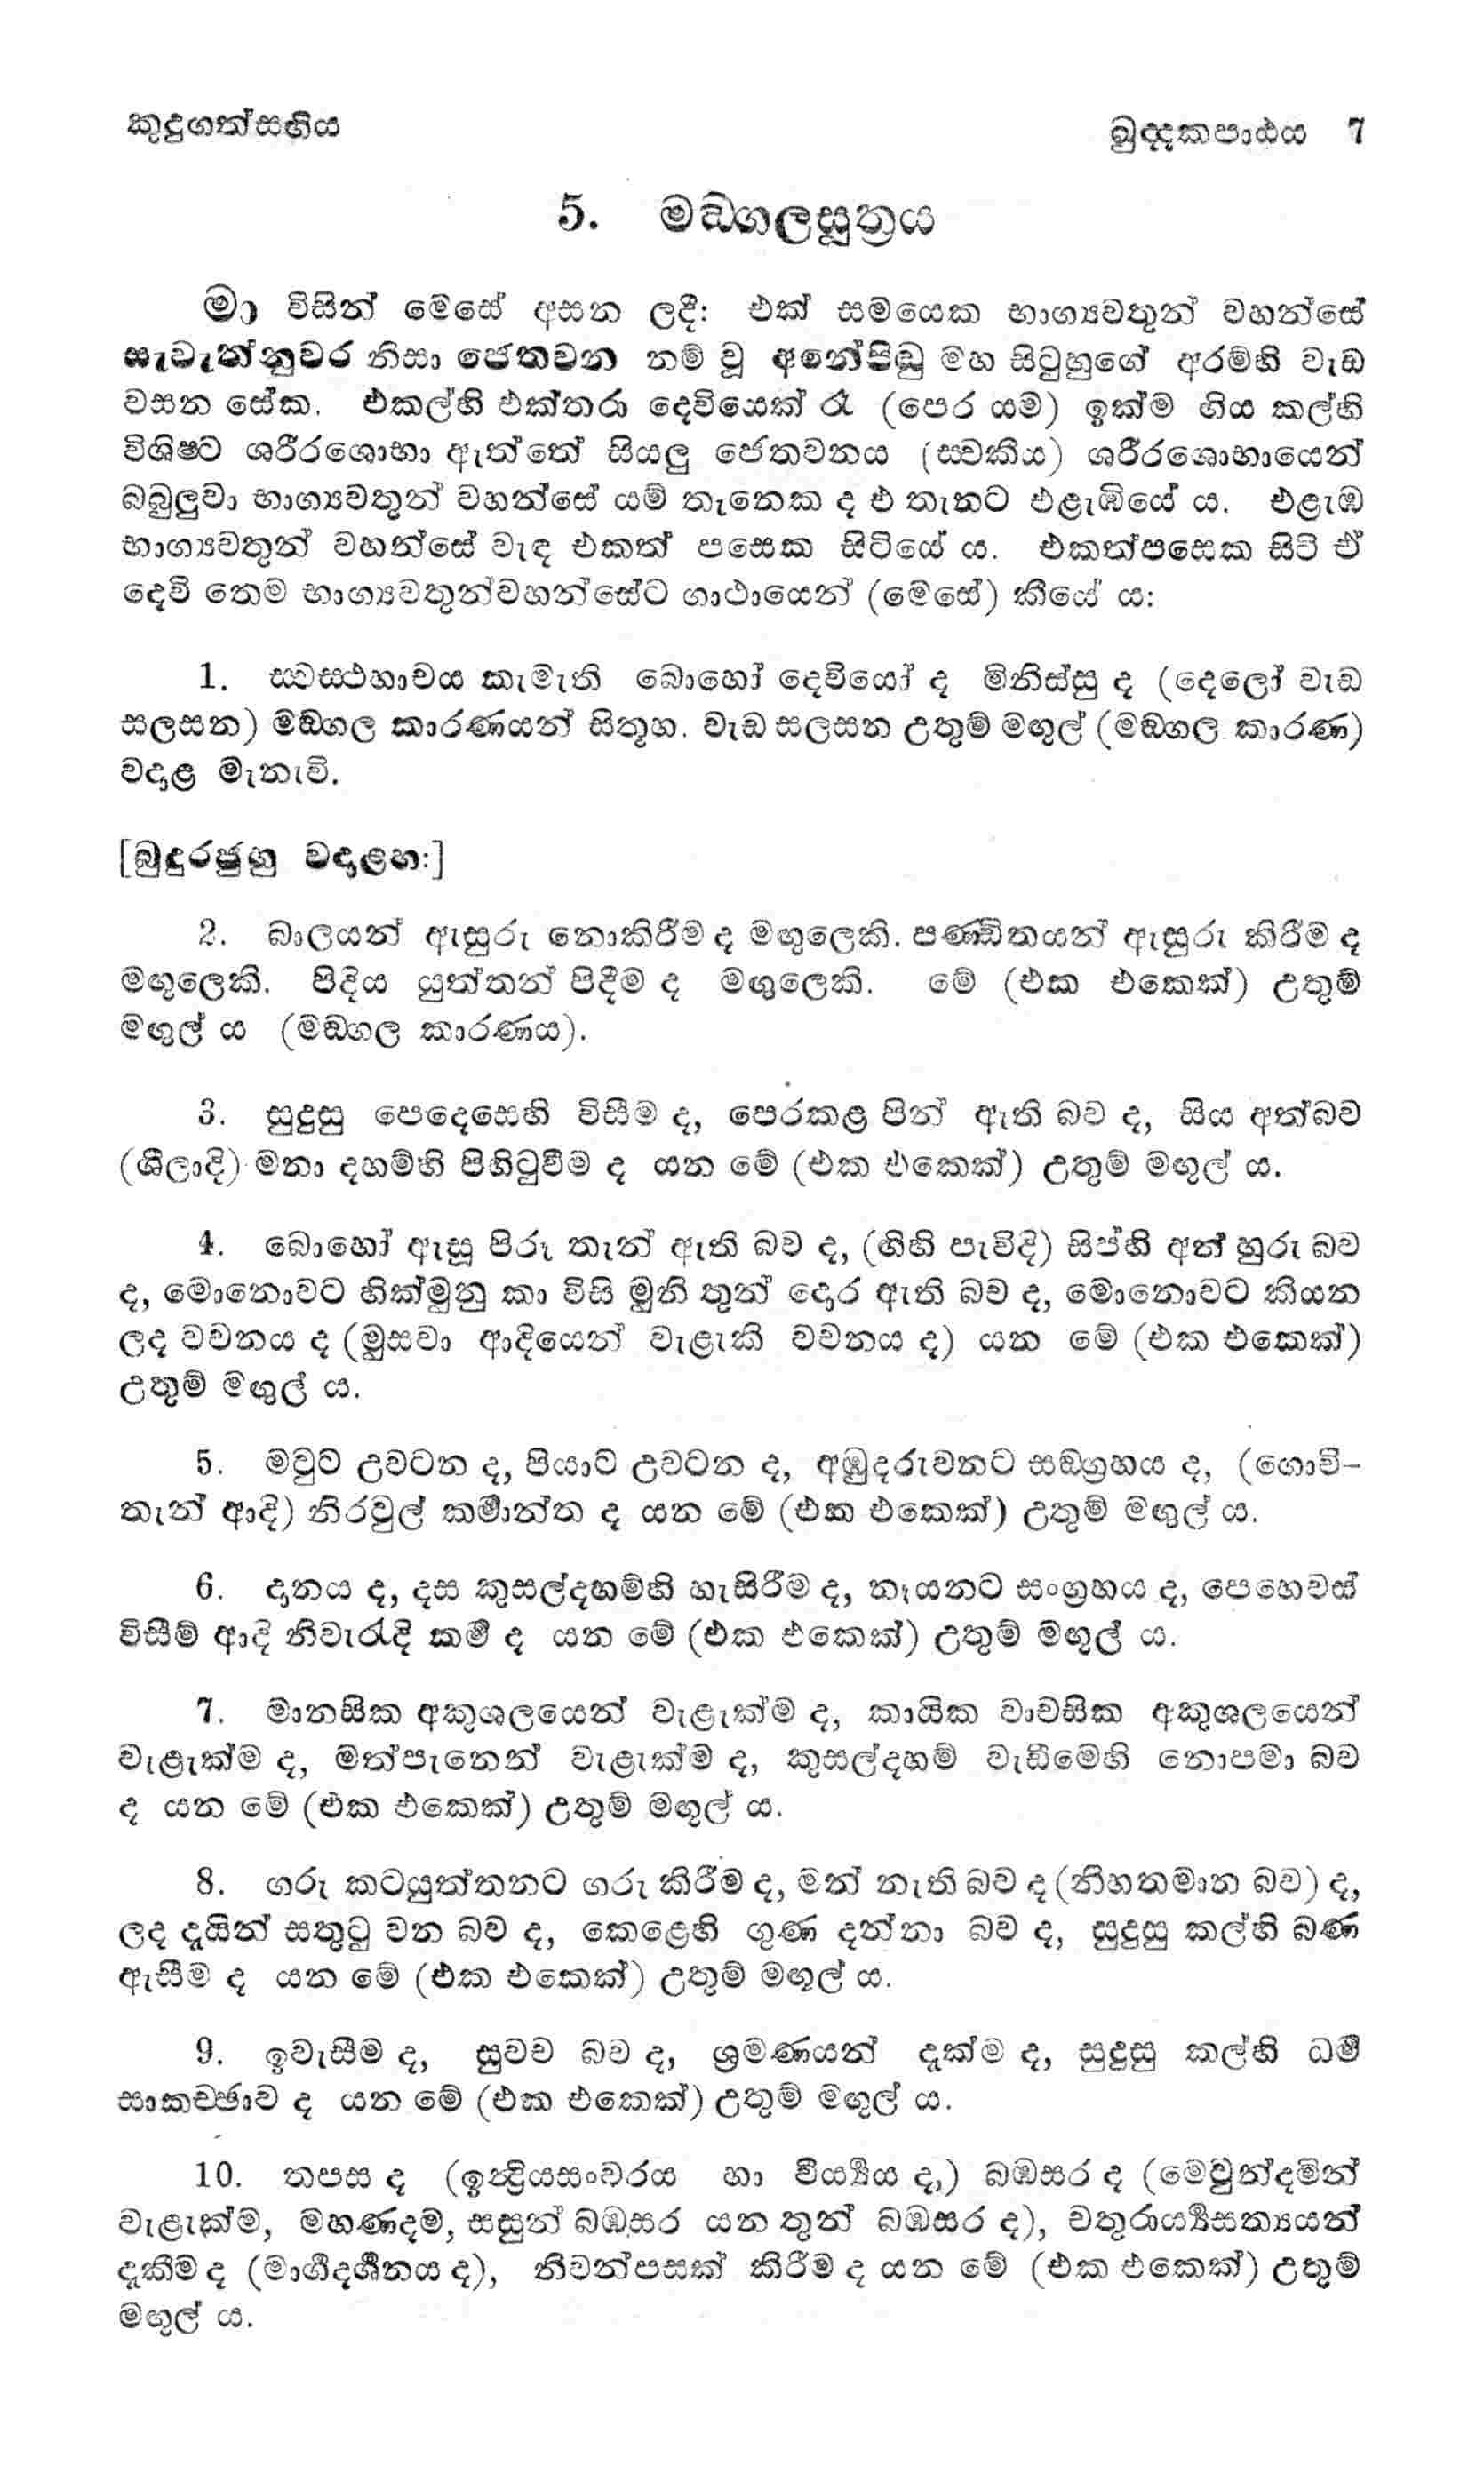 කුදුගත්සඟිය
ඛුද්දකපාඨය 7
5. මඞ්ගලසූත්‍රය
මා විසින් මෙසේ අසන ලදී: එක් සමයෙක භාග්‍යවතුන් වහන්සේ
සැවැත්නුවර නිසා ජෙතවන නම් වූ අනේපිඬු මහ සිටුහුගේ අරම්හි වැඩ
වසන සේක. එකල්හි එක්තරා දෙවියෙක් රෑ (පෙර යම) ඉක්ම ගිය කල්හි
විශිෂ්ට ශරීරශොභා ඇත්තේ සියලු ජෙතවනය (ස්වකීය) ශරීරශොභායෙන්
බබුලුවා භාග්‍යවතුන් වහන්සේ යම් තැනෙක ද එ තැනට එළැඹියේ ය. එළැඹ
භාග්‍යවතුන් වහන්සේ වැඳ එකත් පසෙක සිටියේ ය. එකත්පසෙක සිටි ඒ
දෙවි තෙම භාග්‍යවතුන්වහන්සේට ගාථායෙන් (මෙසේ) කීයේ ය:
1. ස්වස්ථභාවය කැමැති බොහෝ දෙවියෝ ද මිනිස්සු ද (දෙලෝ වැඩ
සලසන) මඞ්ගල කාරණයන් සිතූහ. වැඩ සලසන උතුම් මඟුල් (මඞ්ගල කාරණ)
වදාළ මැනැවි.
[බුදුරජුහු වදාළහ:]
2. බාලයන් ඇසුරු නොකිරීම ද මඟුලෙකි. පණ්ඩිතයන් ඇසුරු කිරීම ද
මඟුලෙකි. පිදිය යුත්තන් පිදීම ද මඟුලෙකි. මේ (එක එකෙක්) උතුම්
මඟුල් ය (මඞ්ගල කාරණය).
3. සුදුසු පෙදෙසෙහි විසීම ද, පෙරකළ පින් ඇති බව ද, සිය අත්බව
(ශීලාදි) මනා දහම්හි පිහිටුවීම ද යන මේ (එක එකෙක්) උතුම් මඟුල් ය.
4. බොහෝ ඇසූ පිරූ තැන් ඇති බව ද, (ගිහි පැවිදි) සිප්හි අත් හුරු බව
ද, මොනොවට හික්මුනු කා විසි මුනි තුන් දොර ඇති බව ද, මොනොවට කියන
ලද වචනය ද (මුසවා ආදියෙන් වැළැකි වචනය ද) යන මේ (එක එකෙක්)
උතුම් මඟුල් ය.
5. මවුට උවටන ද, පියාට උවටන ද, අඹුදරුවනට සඞ්ග්‍රහය ද, (ගොවි-
තැන් ආදි) නිරවුල් කර්‍මාන්ත ද යන මේ (එක එකෙක්) උතුම් මඟුල් ය.
6. දානය ද, දස කුසල්දහම්හි හැසිරීම ද, නෑයනට සංග්‍රහය ද, පෙහෙවස්
විසීම් ආදි නිවැරැදි කර්‍ම ද යන මේ (එක එකෙක්) උතුම් මඟුල් ය.
7. මානසික අකුශලයෙන් වැළැක්ම ද, කායික වාචසික අකුශලයෙන්
වැළැක්ම ද, මත්පැනෙන් වැළැක්ම ද, කුසල්දහම් වැඩීමෙහි නොපමා බව
ද යන මේ (එක එකෙක්) උතුම් මඟුල් ය.
8. ගරු කටයුත්තනට ගරු කිරීම ද, මන් නැති බව ද (නිහතමාන බව) ද,
ලද දැයින් සතුටු වන බව ද, කෙළෙහි ගුණ දන්නා බව ද, සුදුසු කල්හි බණ
ඇසීම ද යන මේ (එක එකෙක්) උතුම් මඟුල් ය.
9. ඉවැසීම ද, සුවච බව ද, ශ්‍රමණයන් දැක්ම ද, සුදුසු කල්හි ධර්‍ම
සාකච්ඡාව ද යන මේ (එක එකෙක්) උතුම් මඟුල් ය.
10. තපස ද (ඉන්ද්‍රියසංවරය හා වීර්‍ය්‍යය ද,) බඹසර ද (මෙවුන්දමින්
වැළැක්ම, මහණදම්, සසුන් බඹසර යන තුන් බඹසර ද), චතුරාර්‍ය්‍යසත්‍යයන්
දැකීම ද (මාර්‍ගදර්‍ශනය ද), නිවන්පසක් කිරීම ද යන මේ (එක එකෙක්) උතුම්
මඟුල් ය.